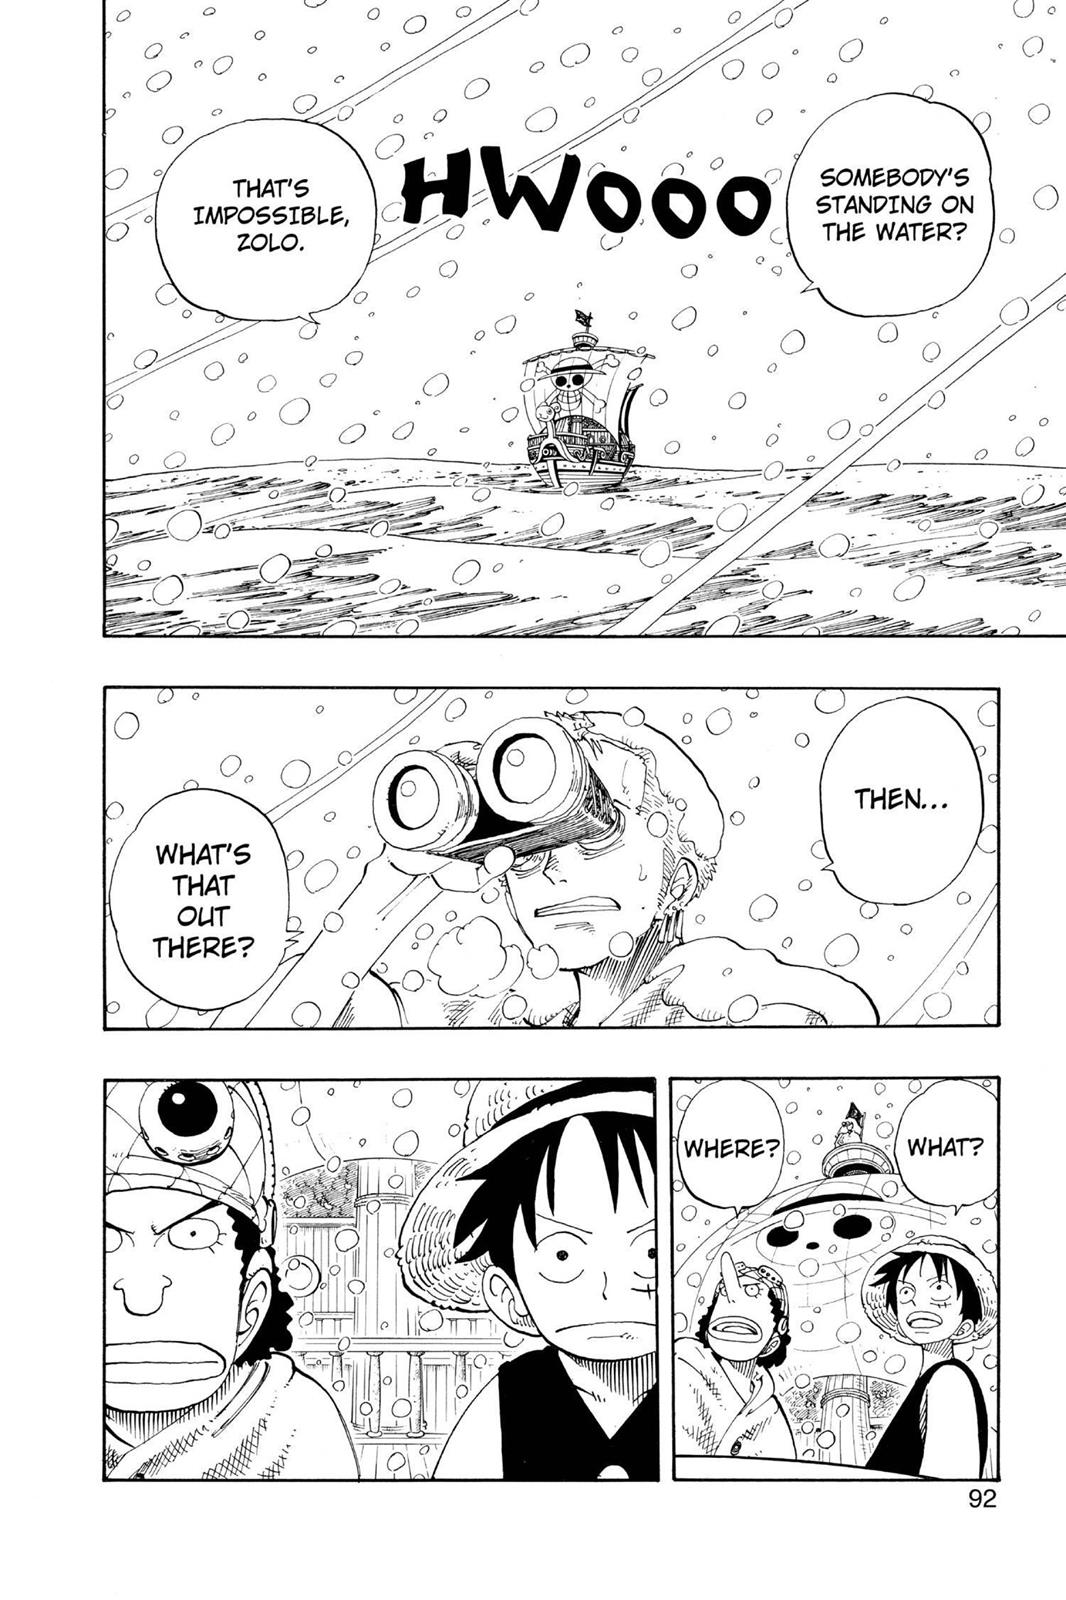 SOMEBODY'S
STANDING ON
THE WATER?
HWOOO
THAT'S
IMPOSSIBLE,
ZOLO.
THEN...
WHAT'S
THAT
OUT
THERE?
WHAT?
WHERE?
92